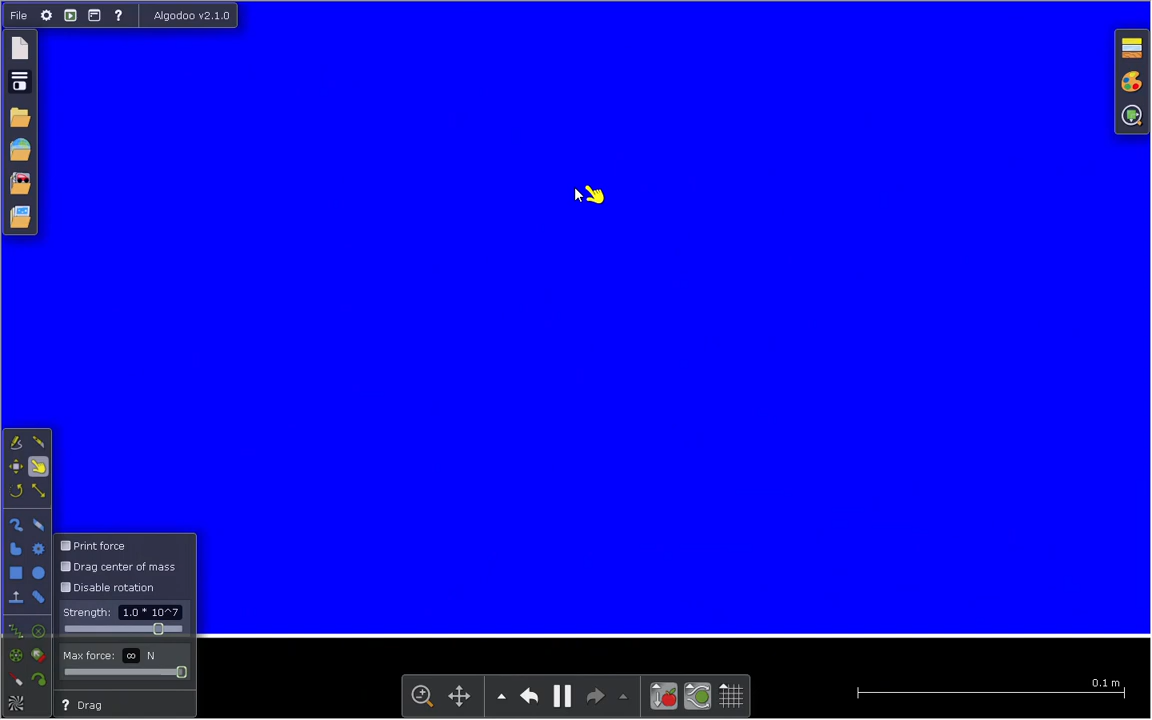 File ? Algodoo v2.1.0
Print force
Drag center of mass
Disable rotation
Strength: 1.0 * 10^7
Max force: ∞ N
? Drag
0.1 m